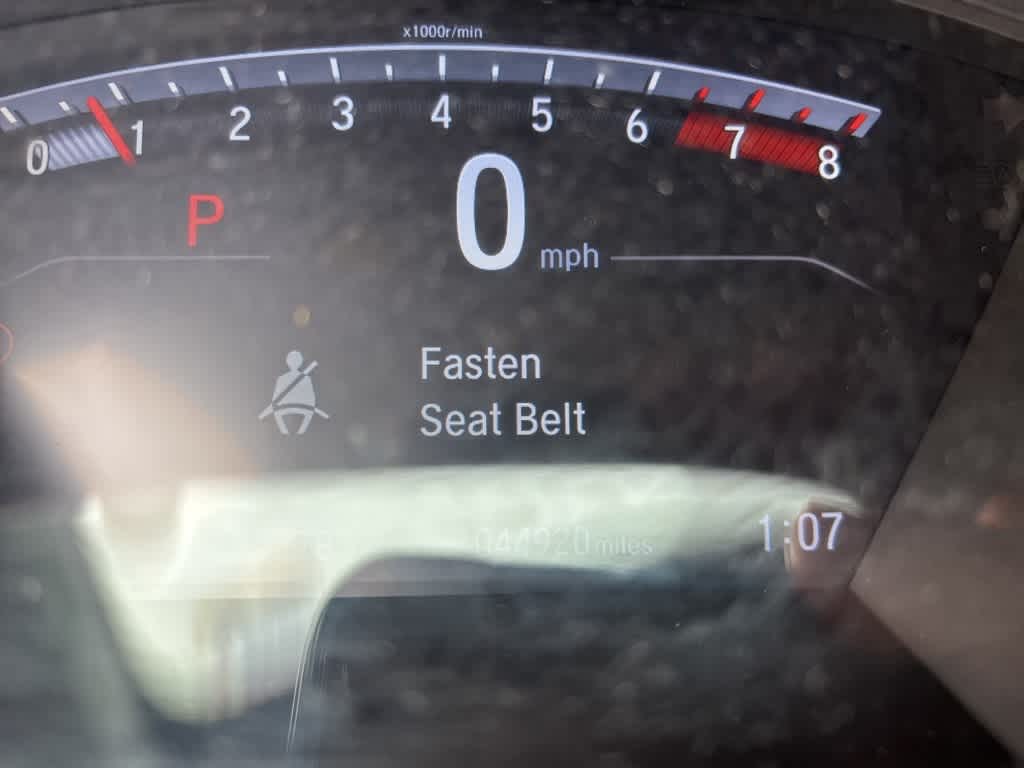 x1000r/min
0 1 2 3 4 5 6 7 8
P
0 mph
Fasten
Seat Belt
044920 miles
1:07